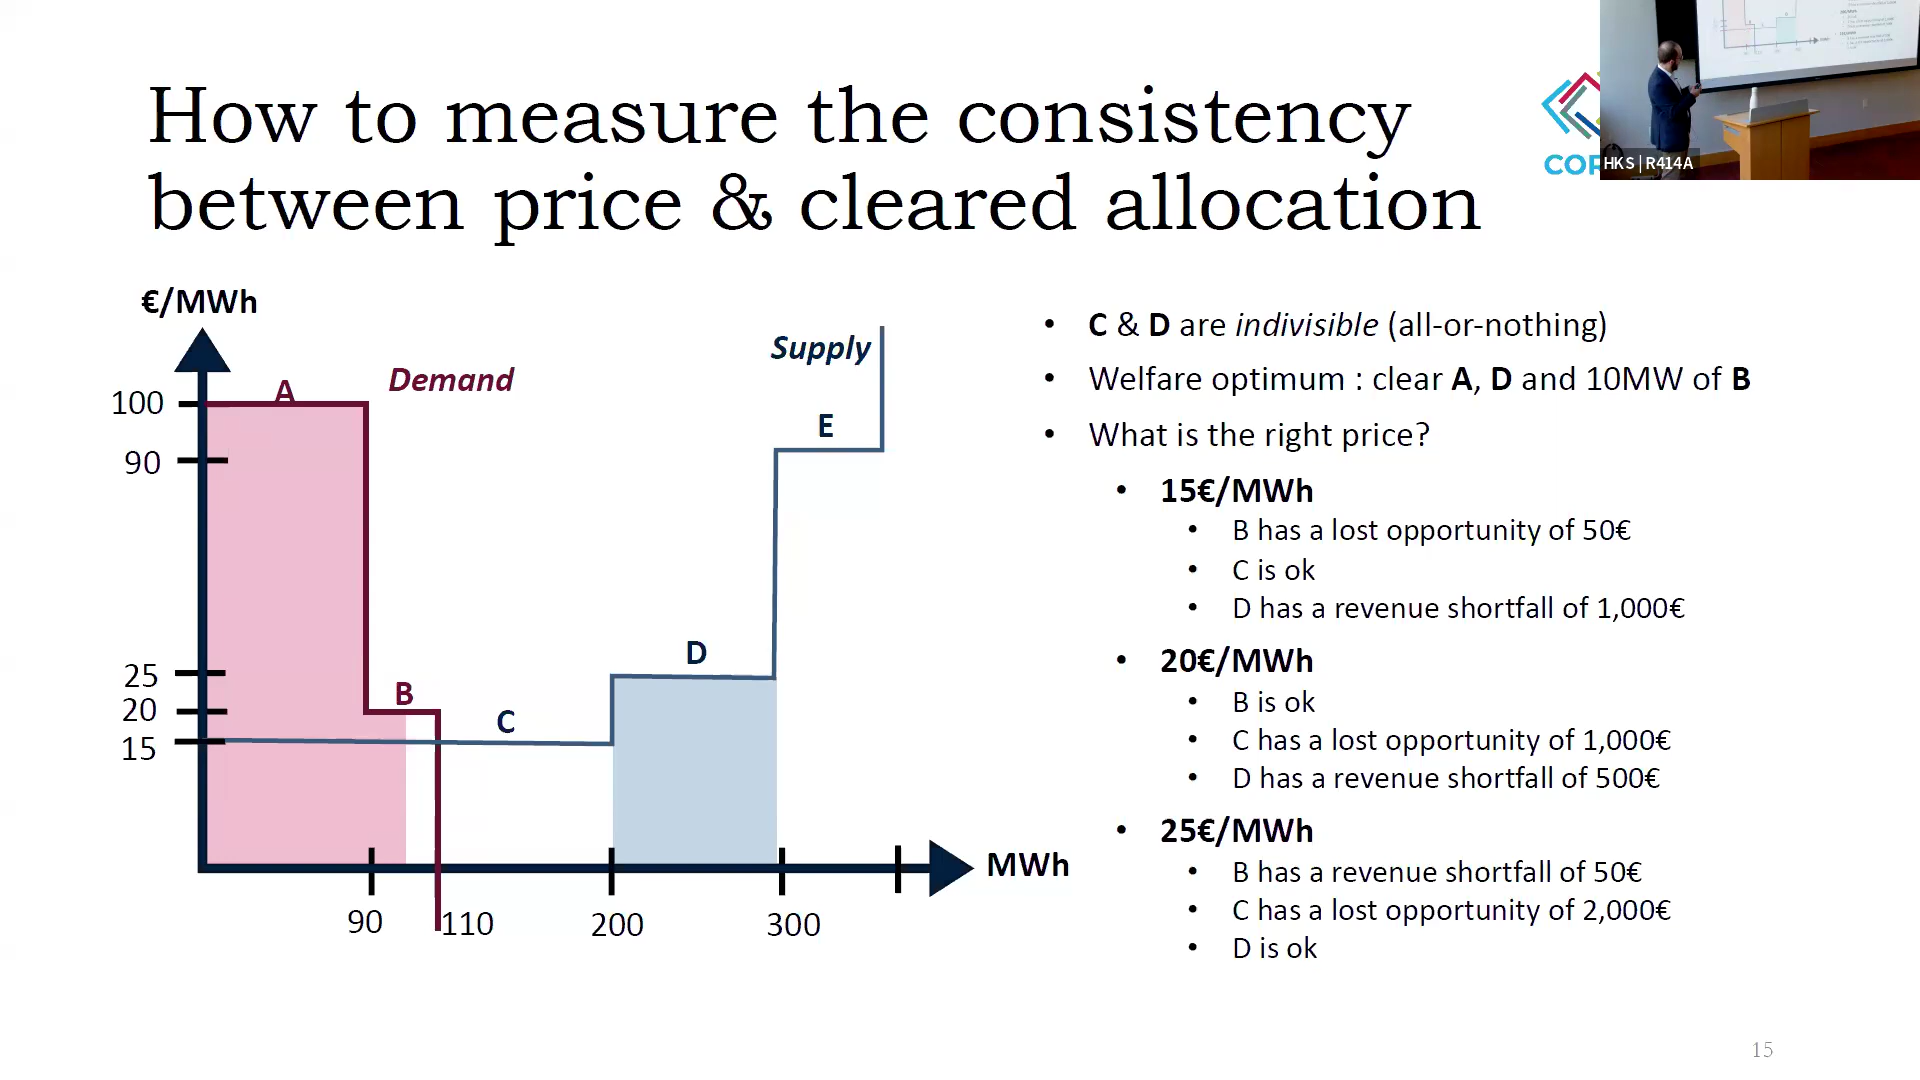 How to measure the consistency
between price & cleared allocation
COR
HKS | R414A
€/MWh
Supply
Demand
A
100
90
E
D
25
B
20
C
15
MWh
90
110
200
300
• C & D are indivisible (all-or-nothing)
• Welfare optimum : clear A, D and 10MW of B
• What is the right price?
• 15€/MWh
• B has a lost opportunity of 50€
• C is ok
• D has a revenue shortfall of 1,000€
• 20€/MWh
• B is ok
• C has a lost opportunity of 1,000€
• D has a revenue shortfall of 500€
• 25€/MWh
• B has a revenue shortfall of 50€
• C has a lost opportunity of 2,000€
• D is ok
15